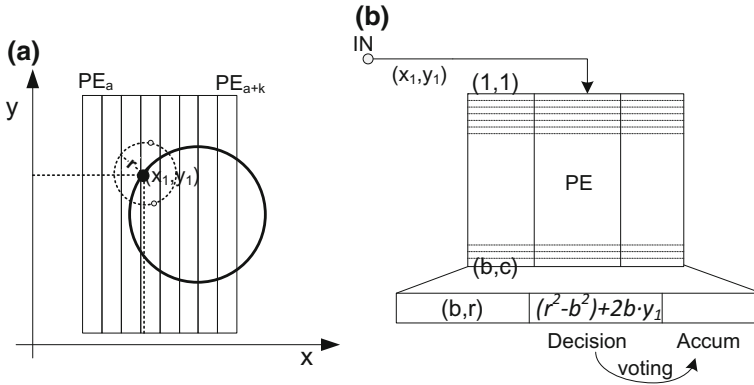 (a)
PEₐ PEₐ₊ₖ
y
r
(x₁,y₁)
x
(b)
IN
(x₁,y₁)
(1,1)
PE
(b,c)
(b,r) (r²-b²)+2b·y₁
Decision Accum
voting